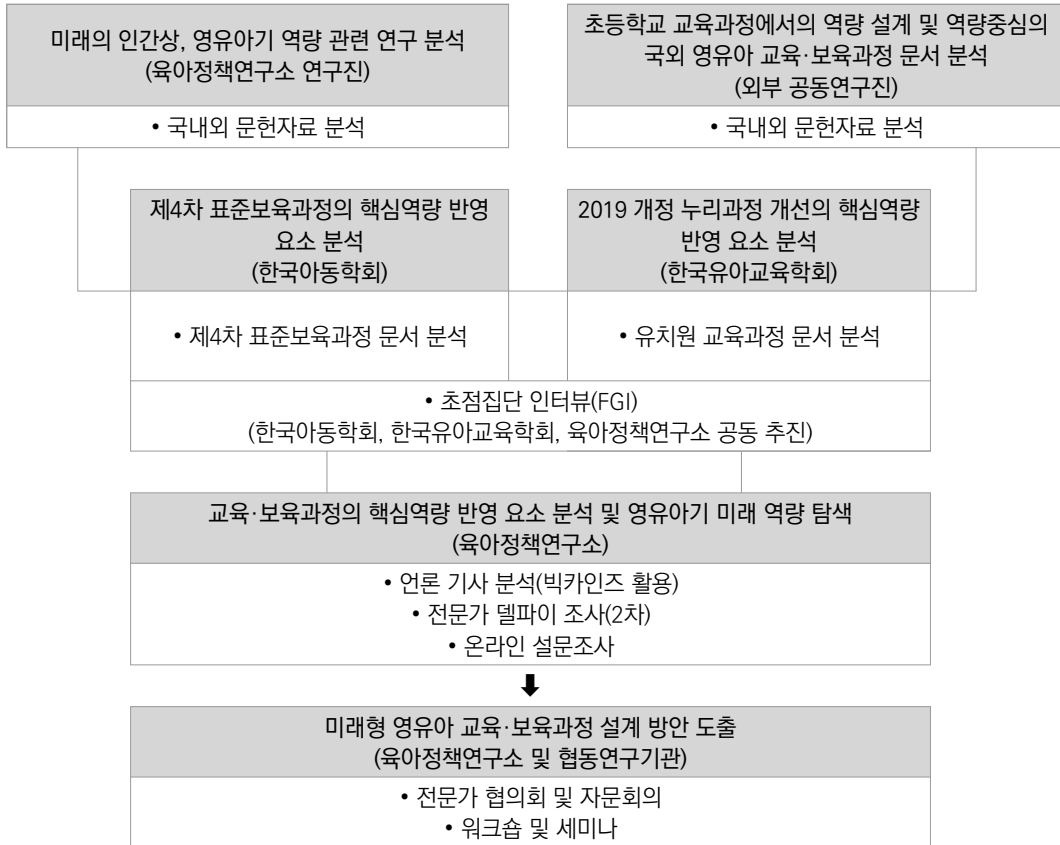 미래의 인간상, 영유아기 역량 관련 연구 분석
(육아정책연구소 연구진)
• 국내외 문헌자료 분석
초등학교 교육과정에서의 역량 설계 및 역량중심의
국외 영유아 교육·보육과정 문서 분석
(외부 공동연구진)
• 국내외 문헌자료 분석
제4차 표준보육과정의 핵심역량 반영
요소 분석
(한국아동학회)
• 제4차 표준보육과정 문서 분석
2019 개정 누리과정 개선의 핵심역량
반영 요소 분석
(한국유아교육학회)
• 유치원 교육과정 문서 분석
• 초점집단 인터뷰(FGI)
(한국아동학회, 한국유아교육학회, 육아정책연구소 공동 추진)
교육·보육과정의 핵심역량 반영 요소 분석 및 영유아기 미래 역량 탐색
(육아정책연구소)
• 언론 기사 분석(빅카인즈 활용)
• 전문가 델파이 조사(2차)
• 온라인 설문조사
미래형 영유아 교육·보육과정 설계 방안 도출
(육아정책연구소 및 협동연구기관)
• 전문가 협의회 및 자문회의
• 워크숍 및 세미나